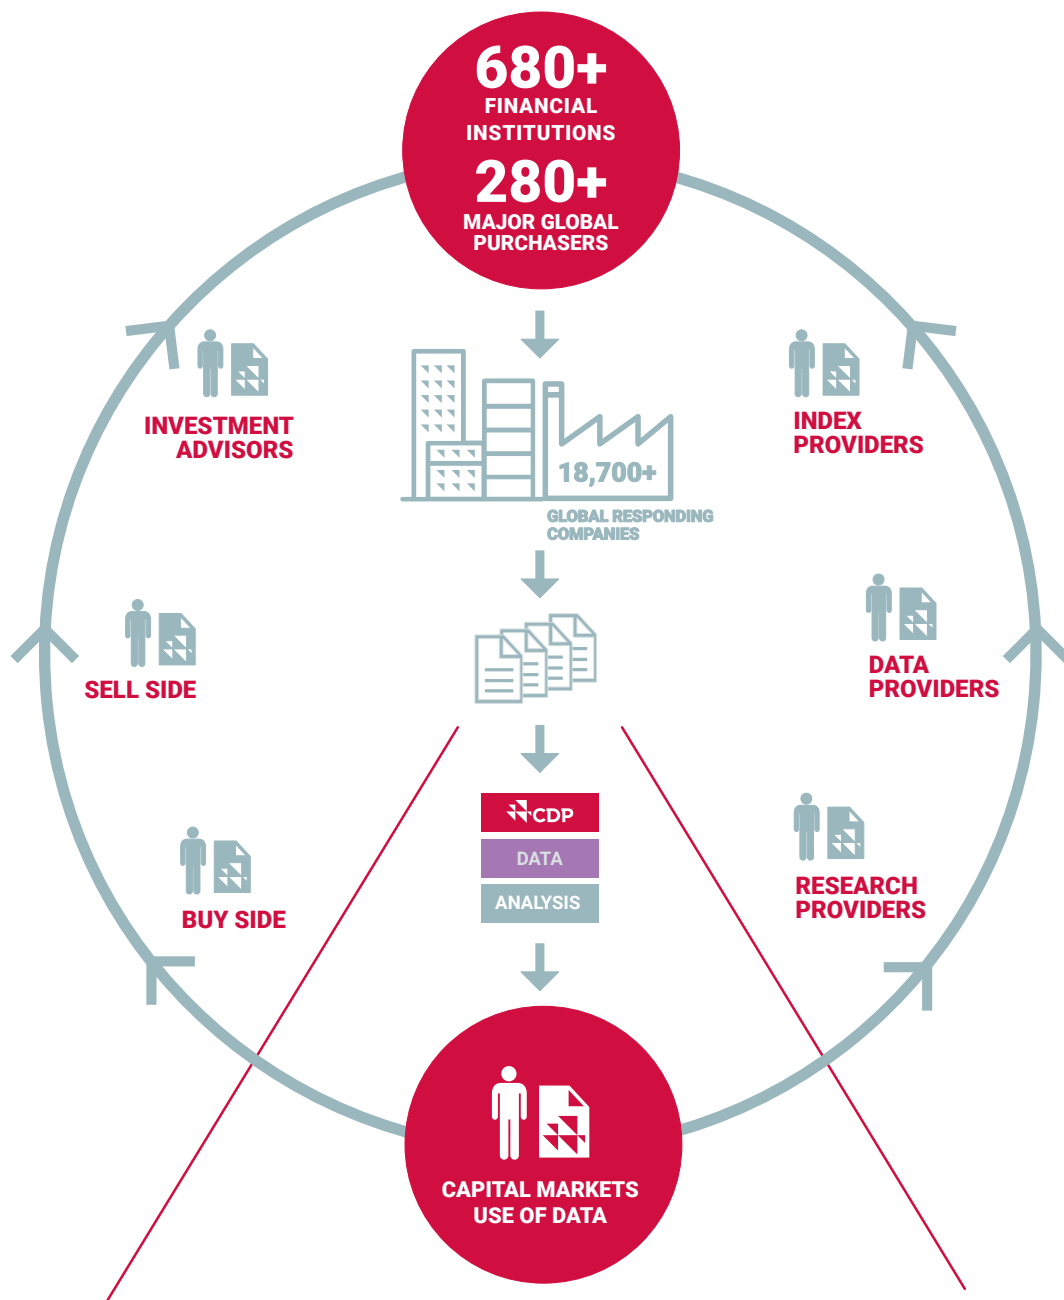 680+
FINANCIAL
INSTITUTIONS
280+
MAJOR GLOBAL
PURCHASERS
INVESTMENT
ADVISORS
INDEX
PROVIDERS
18,700+
GLOBAL RESPONDING
COMPANIES
SELL SIDE
DATA
PROVIDERS
CDP
DATA
ANALYSIS
BUY SIDE
RESEARCH
PROVIDERS
CAPITAL MARKETS
USE OF DATA